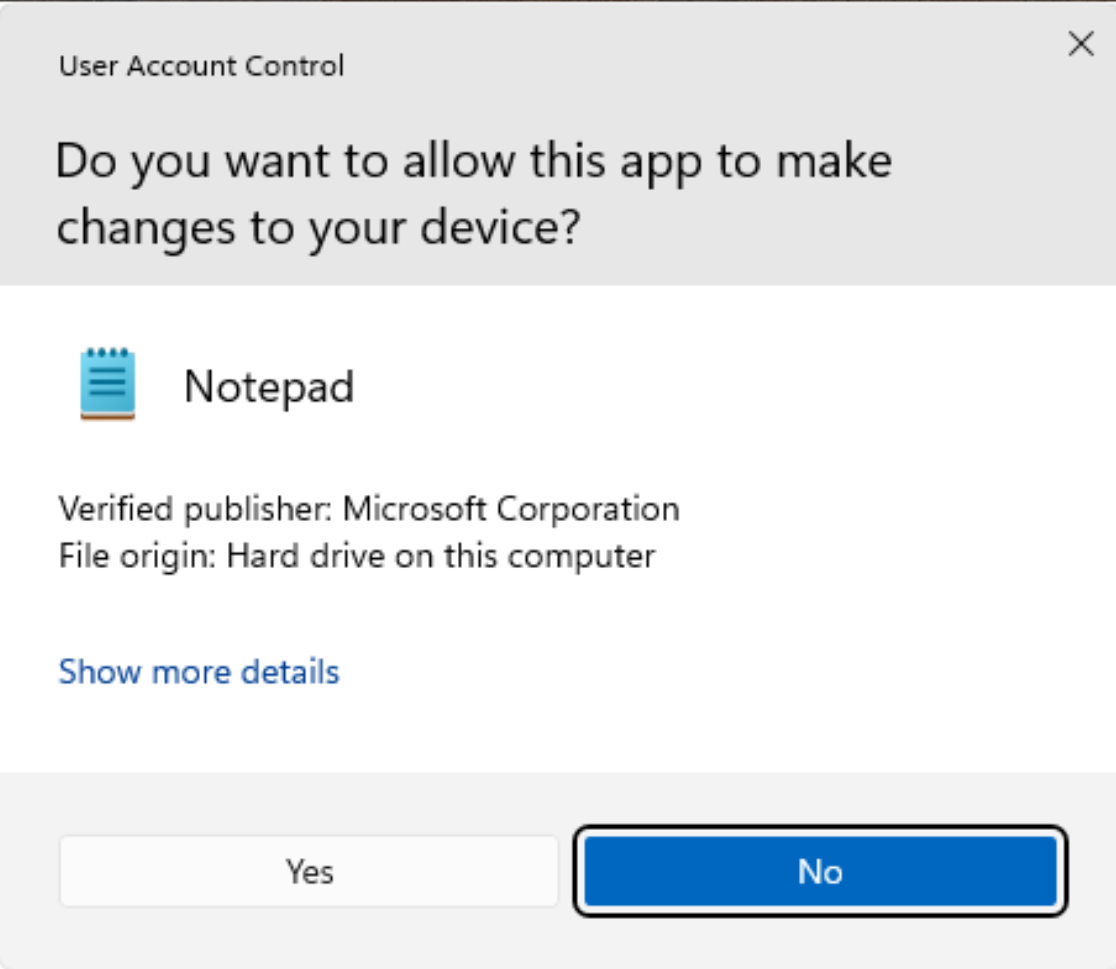 User Account Control
Do you want to allow this app to make
changes to your device?
Notepad
Verified publisher: Microsoft Corporation
File origin: Hard drive on this computer
Show more details
Yes
No